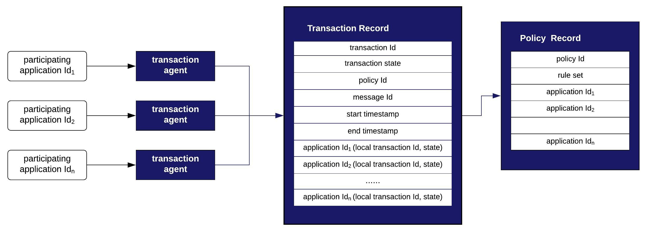 participating
application Id₁
transaction
agent
participating
application Id₂
transaction
agent
participating
application Idₙ
transaction
agent
Transaction Record
transaction Id
transaction state
policy Id
message Id
start timestamp
end timestamp
application Id₁ (local transaction Id, state)
application Id₂ (local transaction Id, state)
......
application Idₙ (local transaction Id, state)
Policy Record
policy Id
rule set
application Id₁
application Id₂
application Idₙ